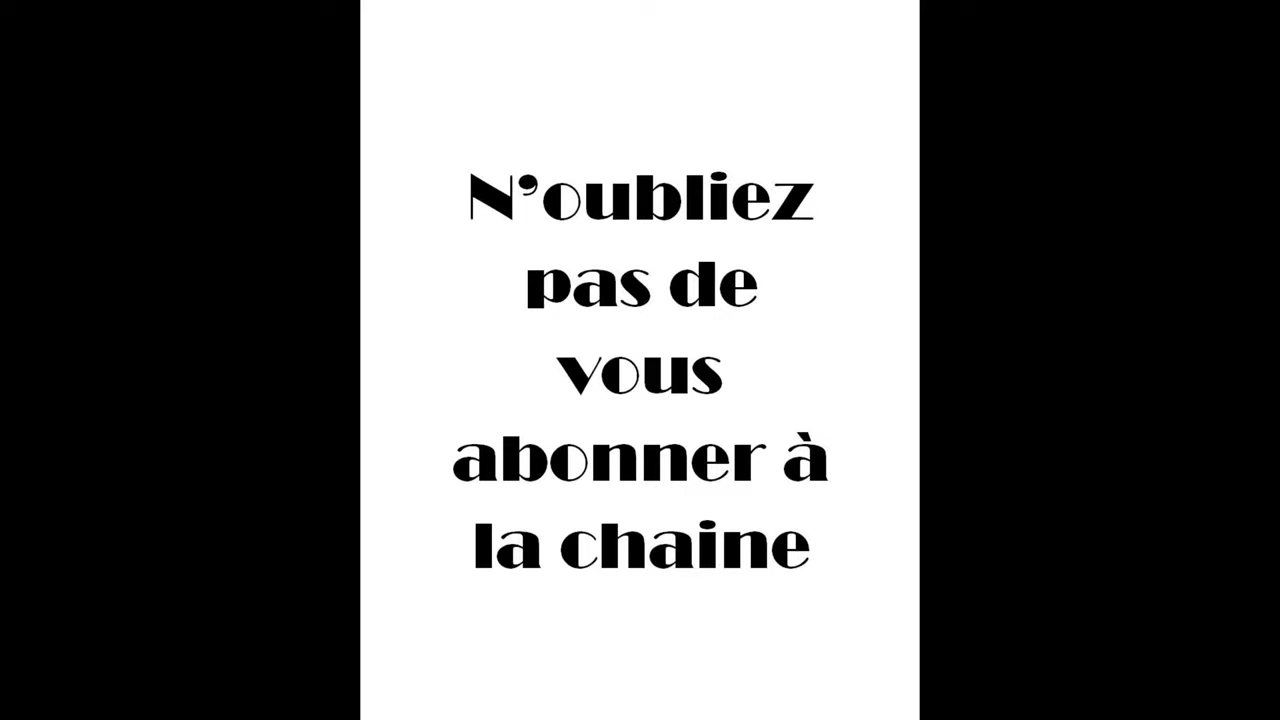 N’oubliez
pas de
vous
abonner à
la chaine